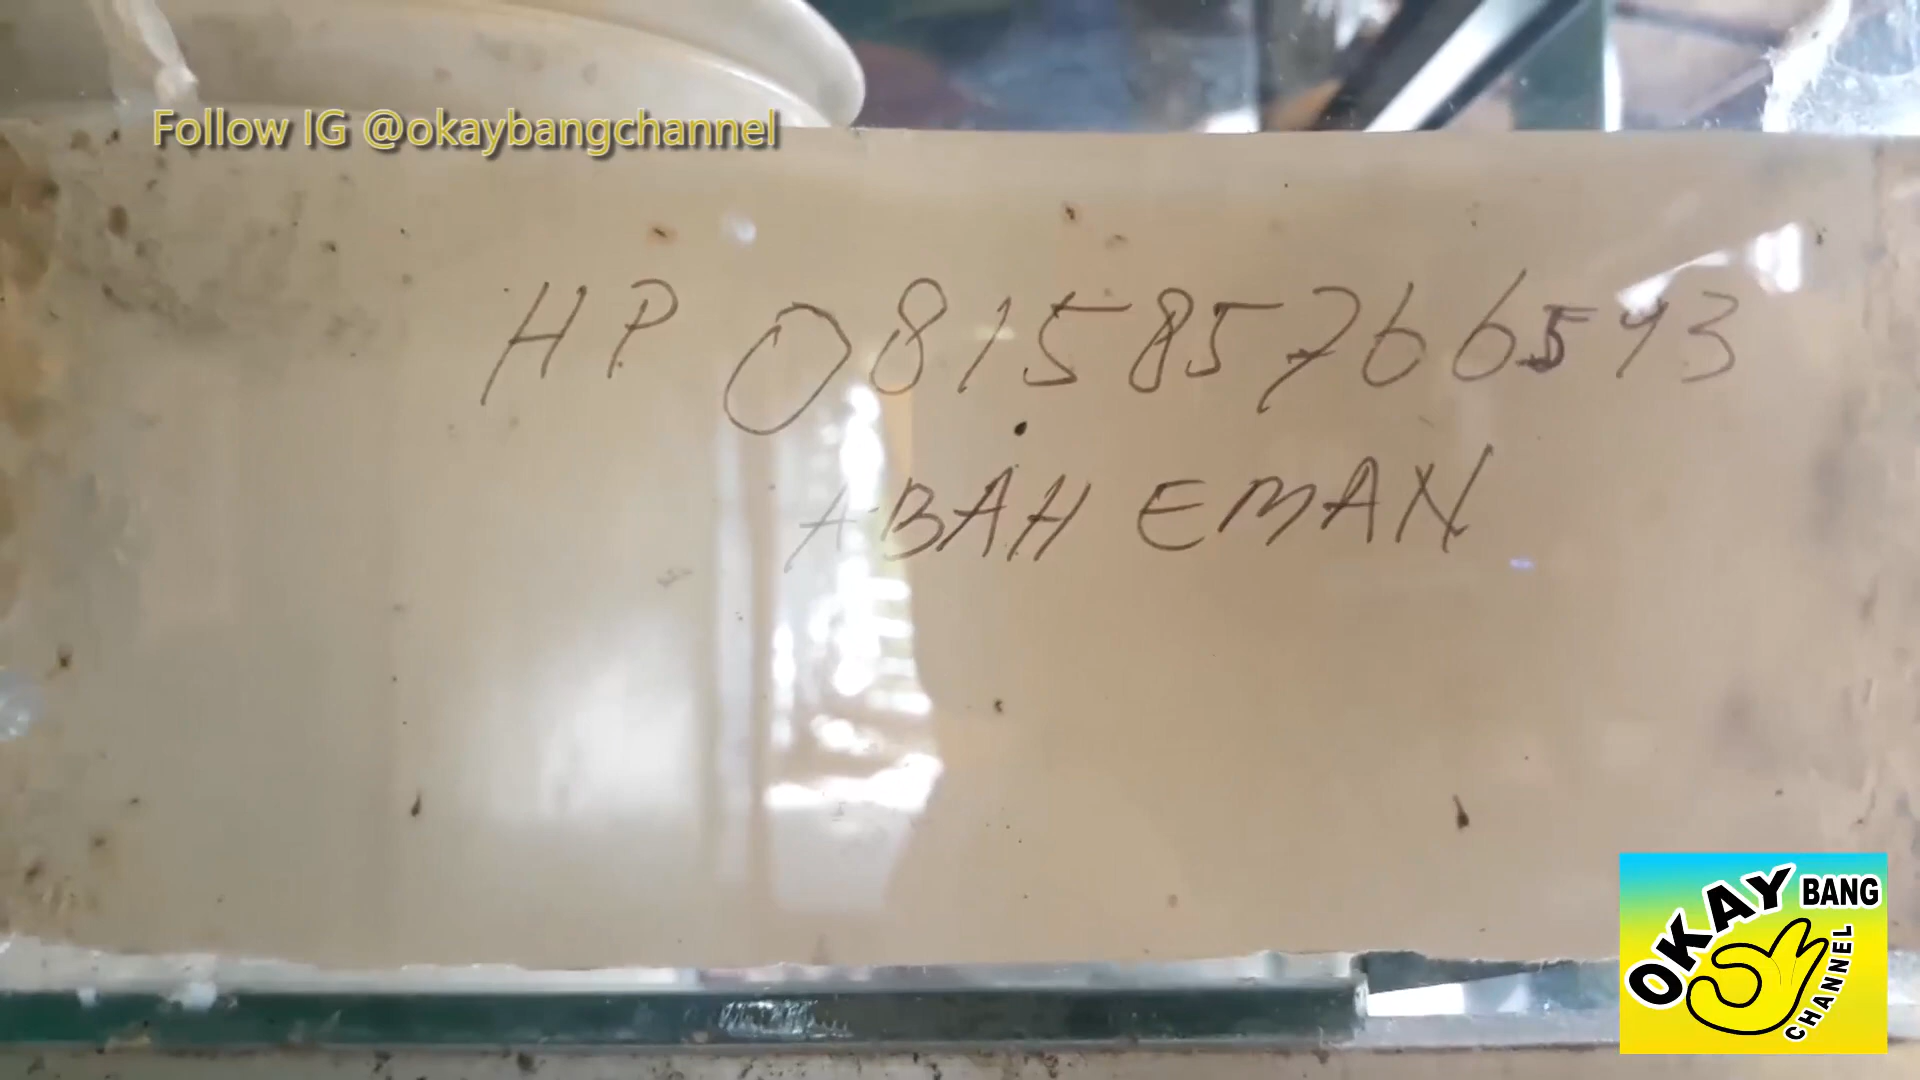 Follow IG @okaybangchannel
HP 081585766593
ABAH EMAN
OKAY BANG
CHANNEL